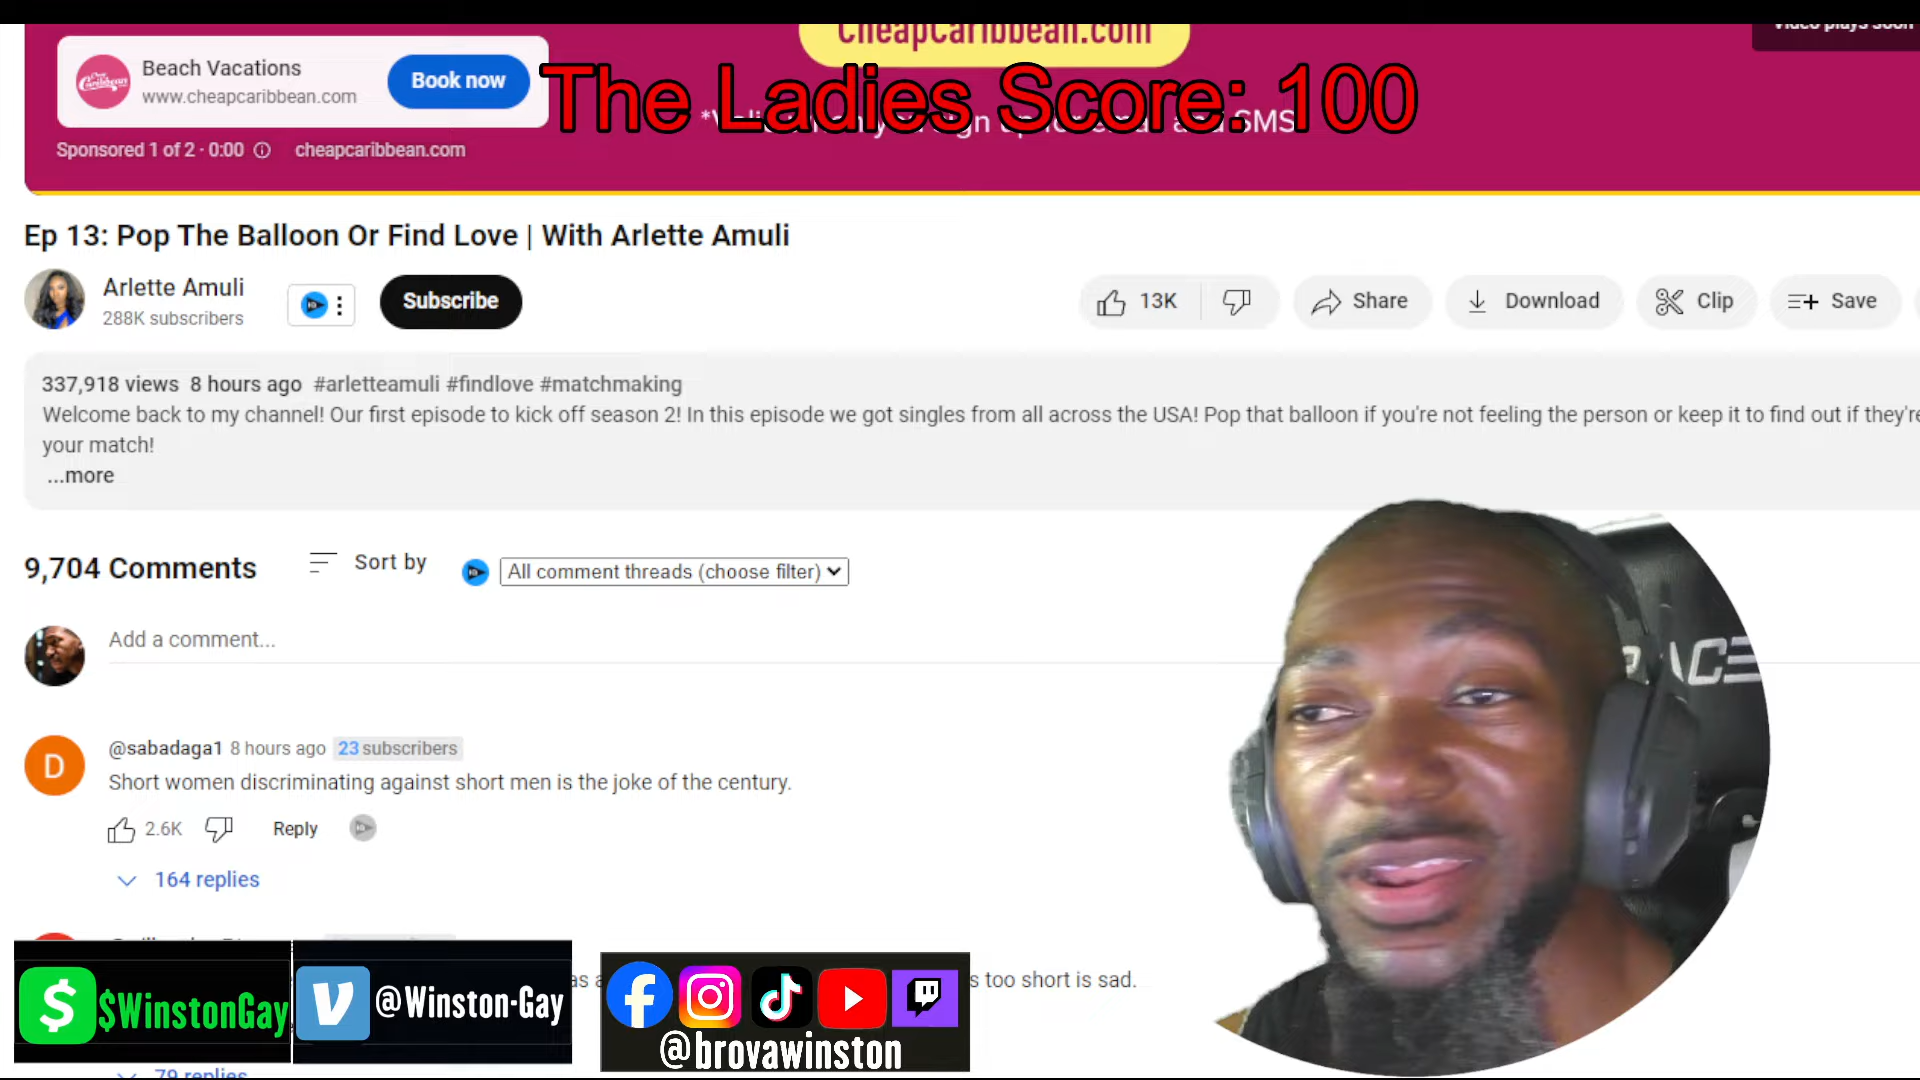 CheapCaribbean.com
Video plays soon
Beach Vacations
www.cheapcaribbean.com
Book now
The Ladies Score: 100
Sponsored 1 of 2 · 0:00
cheapcaribbean.com
Ep 13: Pop The Balloon Or Find Love | With Arlette Amuli
Arlette Amuli
288K subscribers
Subscribe
13K
Share
Download
Clip
Save
337,918 views 8 hours ago #arletteamuli #findlove #matchmaking
Welcome back to my channel! Our first episode to kick off season 2! In this episode we got singles from all across the USA! Pop that balloon if you're not feeling the person or keep it to find out if they're
your match!
...more
9,704 Comments
Sort by
All comment threads (choose filter)
Add a comment...
D
@sabadaga1 8 hours ago 23 subscribers
Short women discriminating against short men is the joke of the century.
2.6K
Reply
164 replies
too short is sad.
$WinstonGay
@Winston-Gay
@brovawinston
79 replies